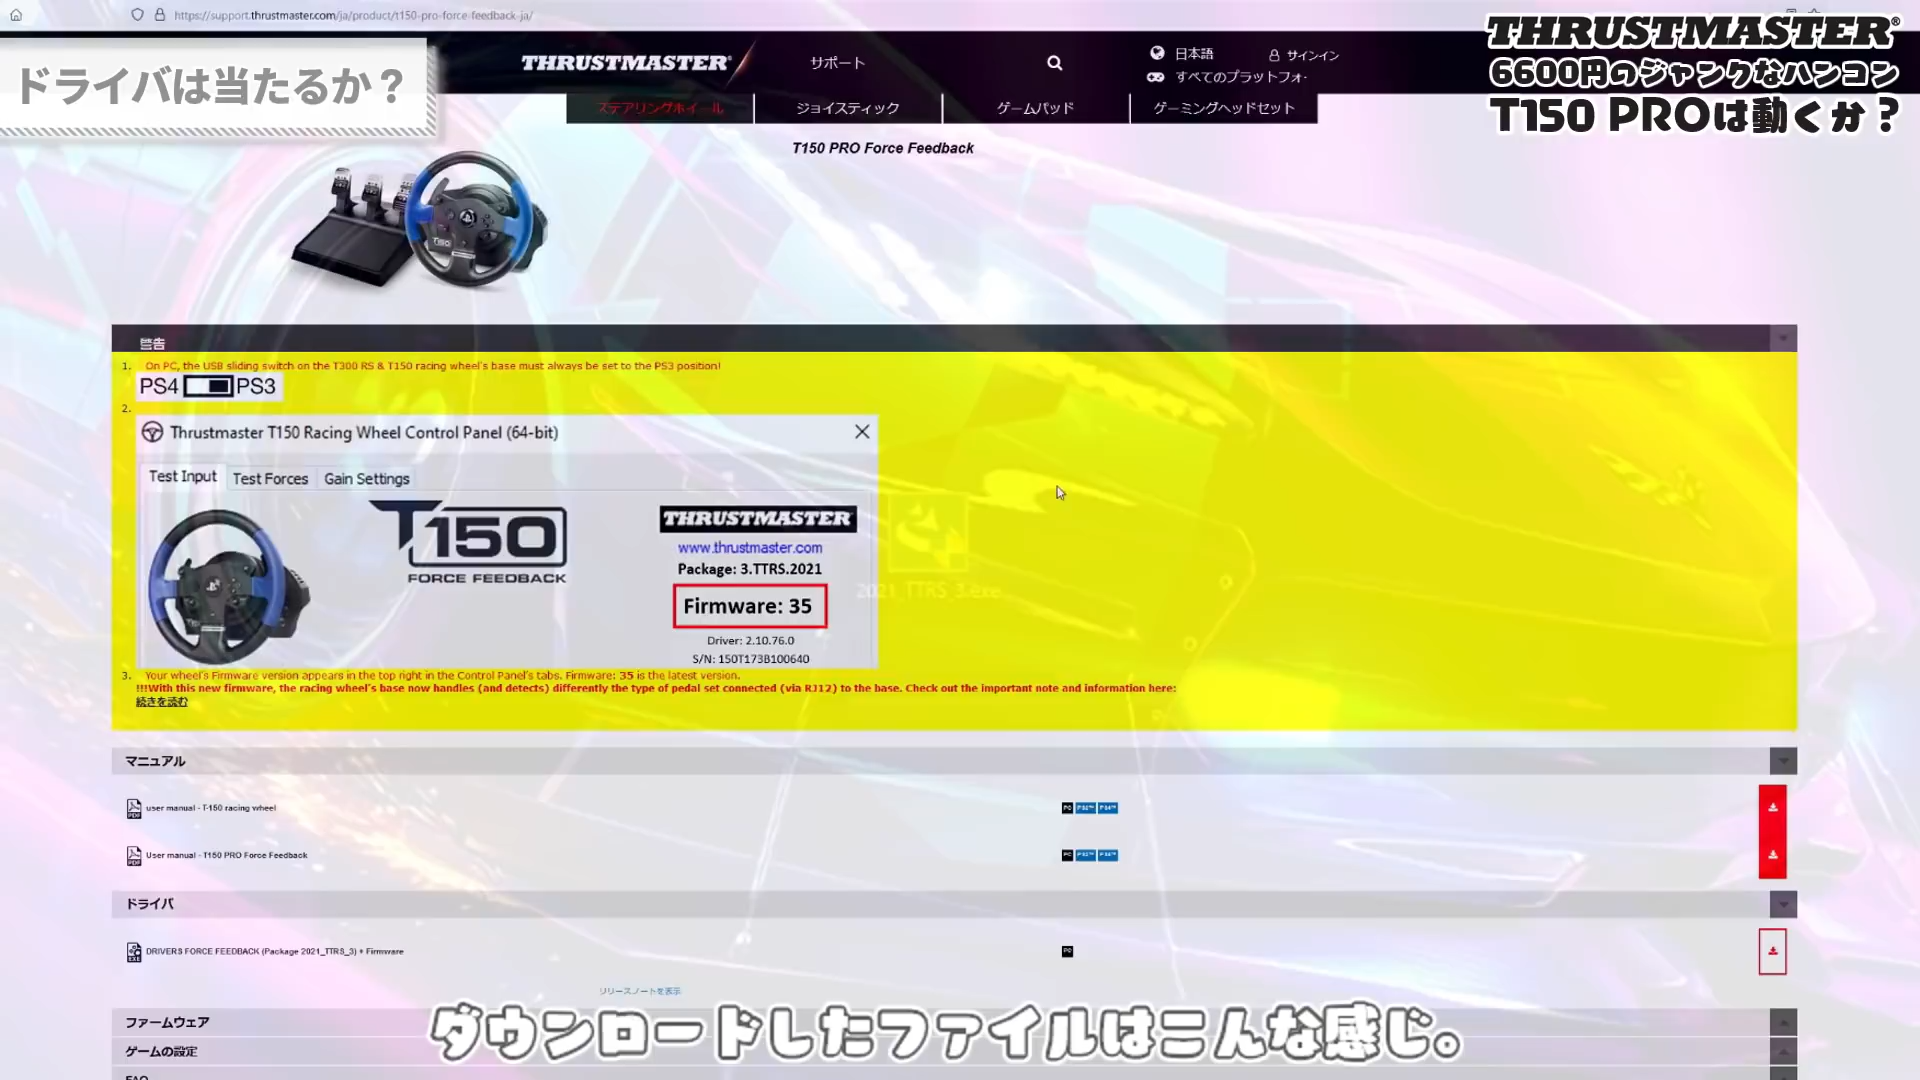 https://support.thrustmaster.com/ja/product/t150-pro-force-feedback-ja/
THRUSTMASTER®
6600円のジャンクなハンコン
T150 PROは動くか？
ドライバは当たるか？
THRUSTMASTER
サポート
日本語
サインイン
すべてのプラットフォ・
ステアリングホイール
ジョイスティック
ゲームパッド
ゲーミングヘッドセット
T150 PRO Force Feedback
警告
1. On PC, the USB sliding switch on the T300 RS & T150 racing wheel's base must always be set to the PS3 position!
PS4 PS3
2.
Thrustmaster T150 Racing Wheel Control Panel (64-bit)
Test Input
Test Forces
Gain Settings
T150
FORCE FEEDBACK
THRUSTMASTER
www.thrustmaster.com
Package: 3.TTRS.2021
Firmware: 35
Driver: 2.10.76.0
S/N: 150T173B100640
2021_TTRS_3.exe
3. Your wheel's Firmware version appears in the top right in the Control Panel's tabs. Firmware: 35 is the latest version.
!!!With this new firmware, the racing wheel's base now handles (and detects) differently the type of pedal set connected (via RJ12) to the base. Check out the important note and information here:
続きを読む
マニュアル
user manual - T-150 racing wheel
PC PS3™ PS4™
User manual - T150 PRO Force Feedback
PC PS3™ PS4™
ドライバ
DRIVERS FORCE FEEDBACK (Package 2021_TTRS_3) + Firmware
PC
リリースノートを表示
ファームウェア
ゲームの設定
FAQ
ダウンロードしたファイルはこんな感じ。